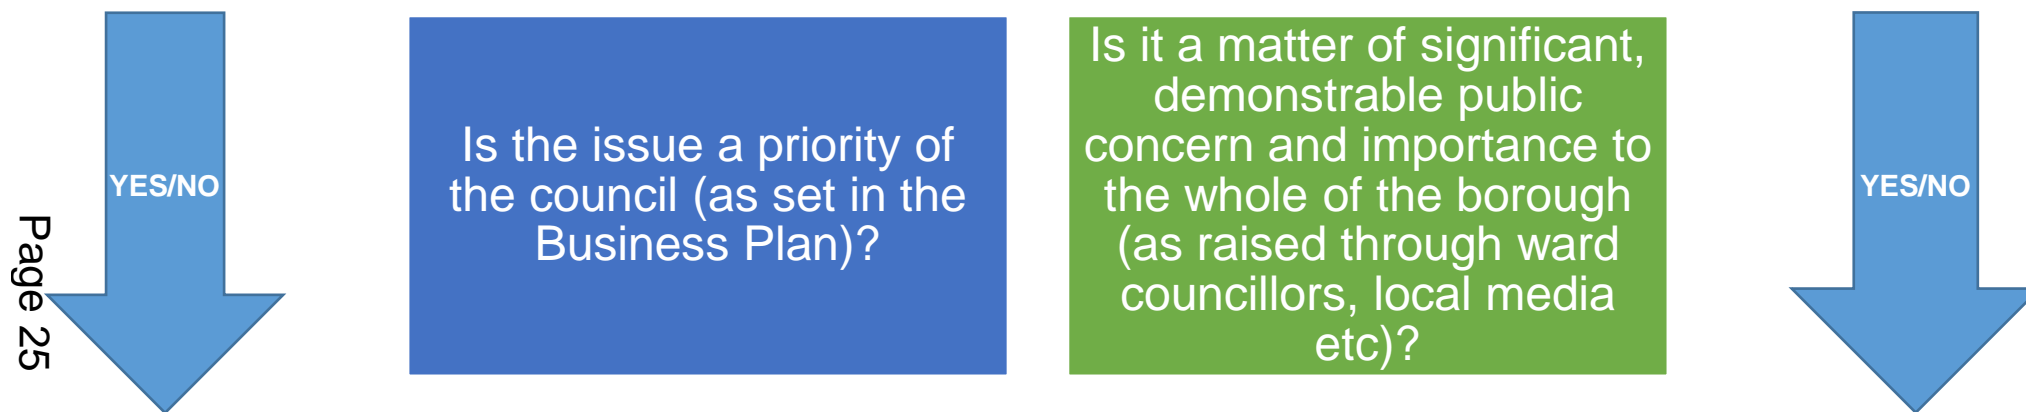 YES/NO
Is the issue a priority of
the council (as set in the
Business Plan)?
Is it a matter of significant,
demonstrable public
concern and importance to
the whole of the borough
(as raised through ward
councillors, local media
etc)?
YES/NO
Page 25